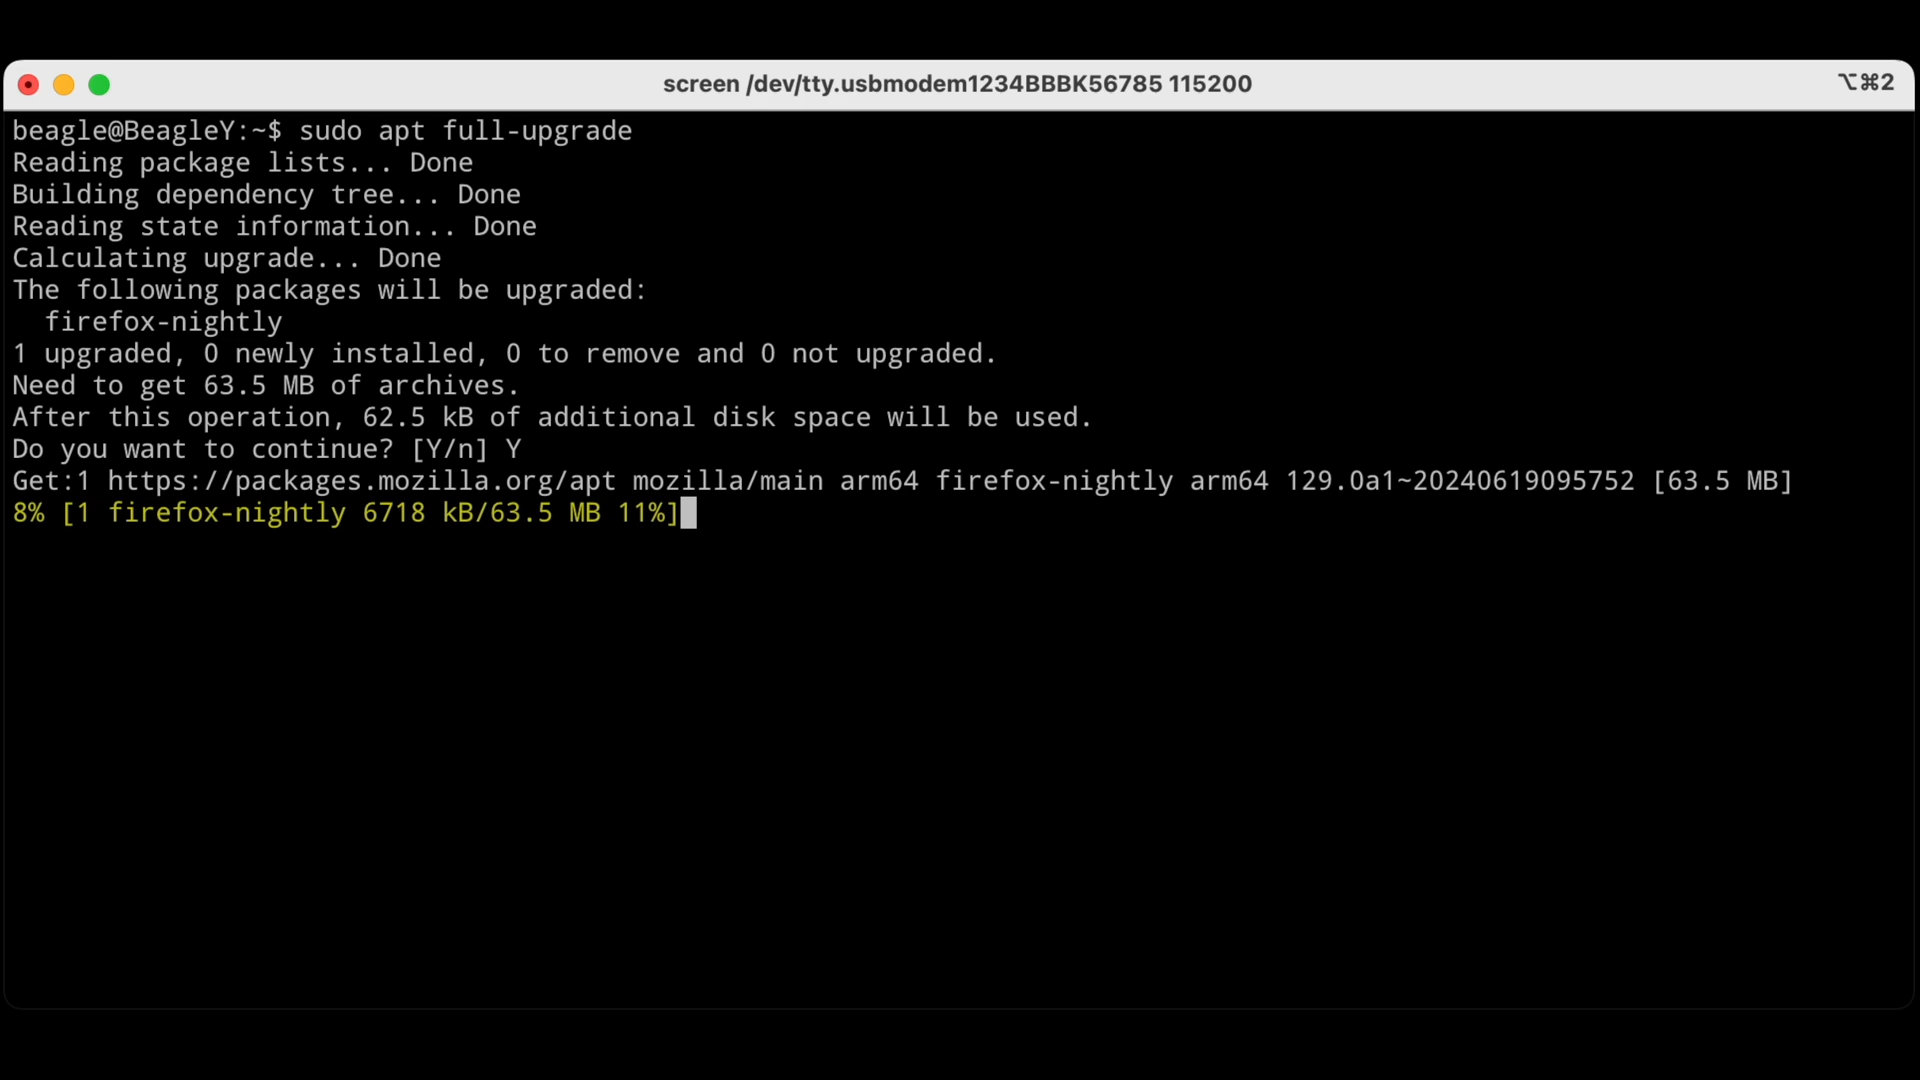 screen /dev/tty.usbmodem1234BBBK56785 115200
⌥⌘2
beagle@BeagleY:~$ sudo apt full-upgrade
Reading package lists... Done
Building dependency tree... Done
Reading state information... Done
Calculating upgrade... Done
The following packages will be upgraded:
  firefox-nightly
1 upgraded, 0 newly installed, 0 to remove and 0 not upgraded.
Need to get 63.5 MB of archives.
After this operation, 62.5 kB of additional disk space will be used.
Do you want to continue? [Y/n] Y
Get:1 https://packages.mozilla.org/apt mozilla/main arm64 firefox-nightly arm64 129.0a1~20240619095752 [63.5 MB]
8% [1 firefox-nightly 6718 kB/63.5 MB 11%]